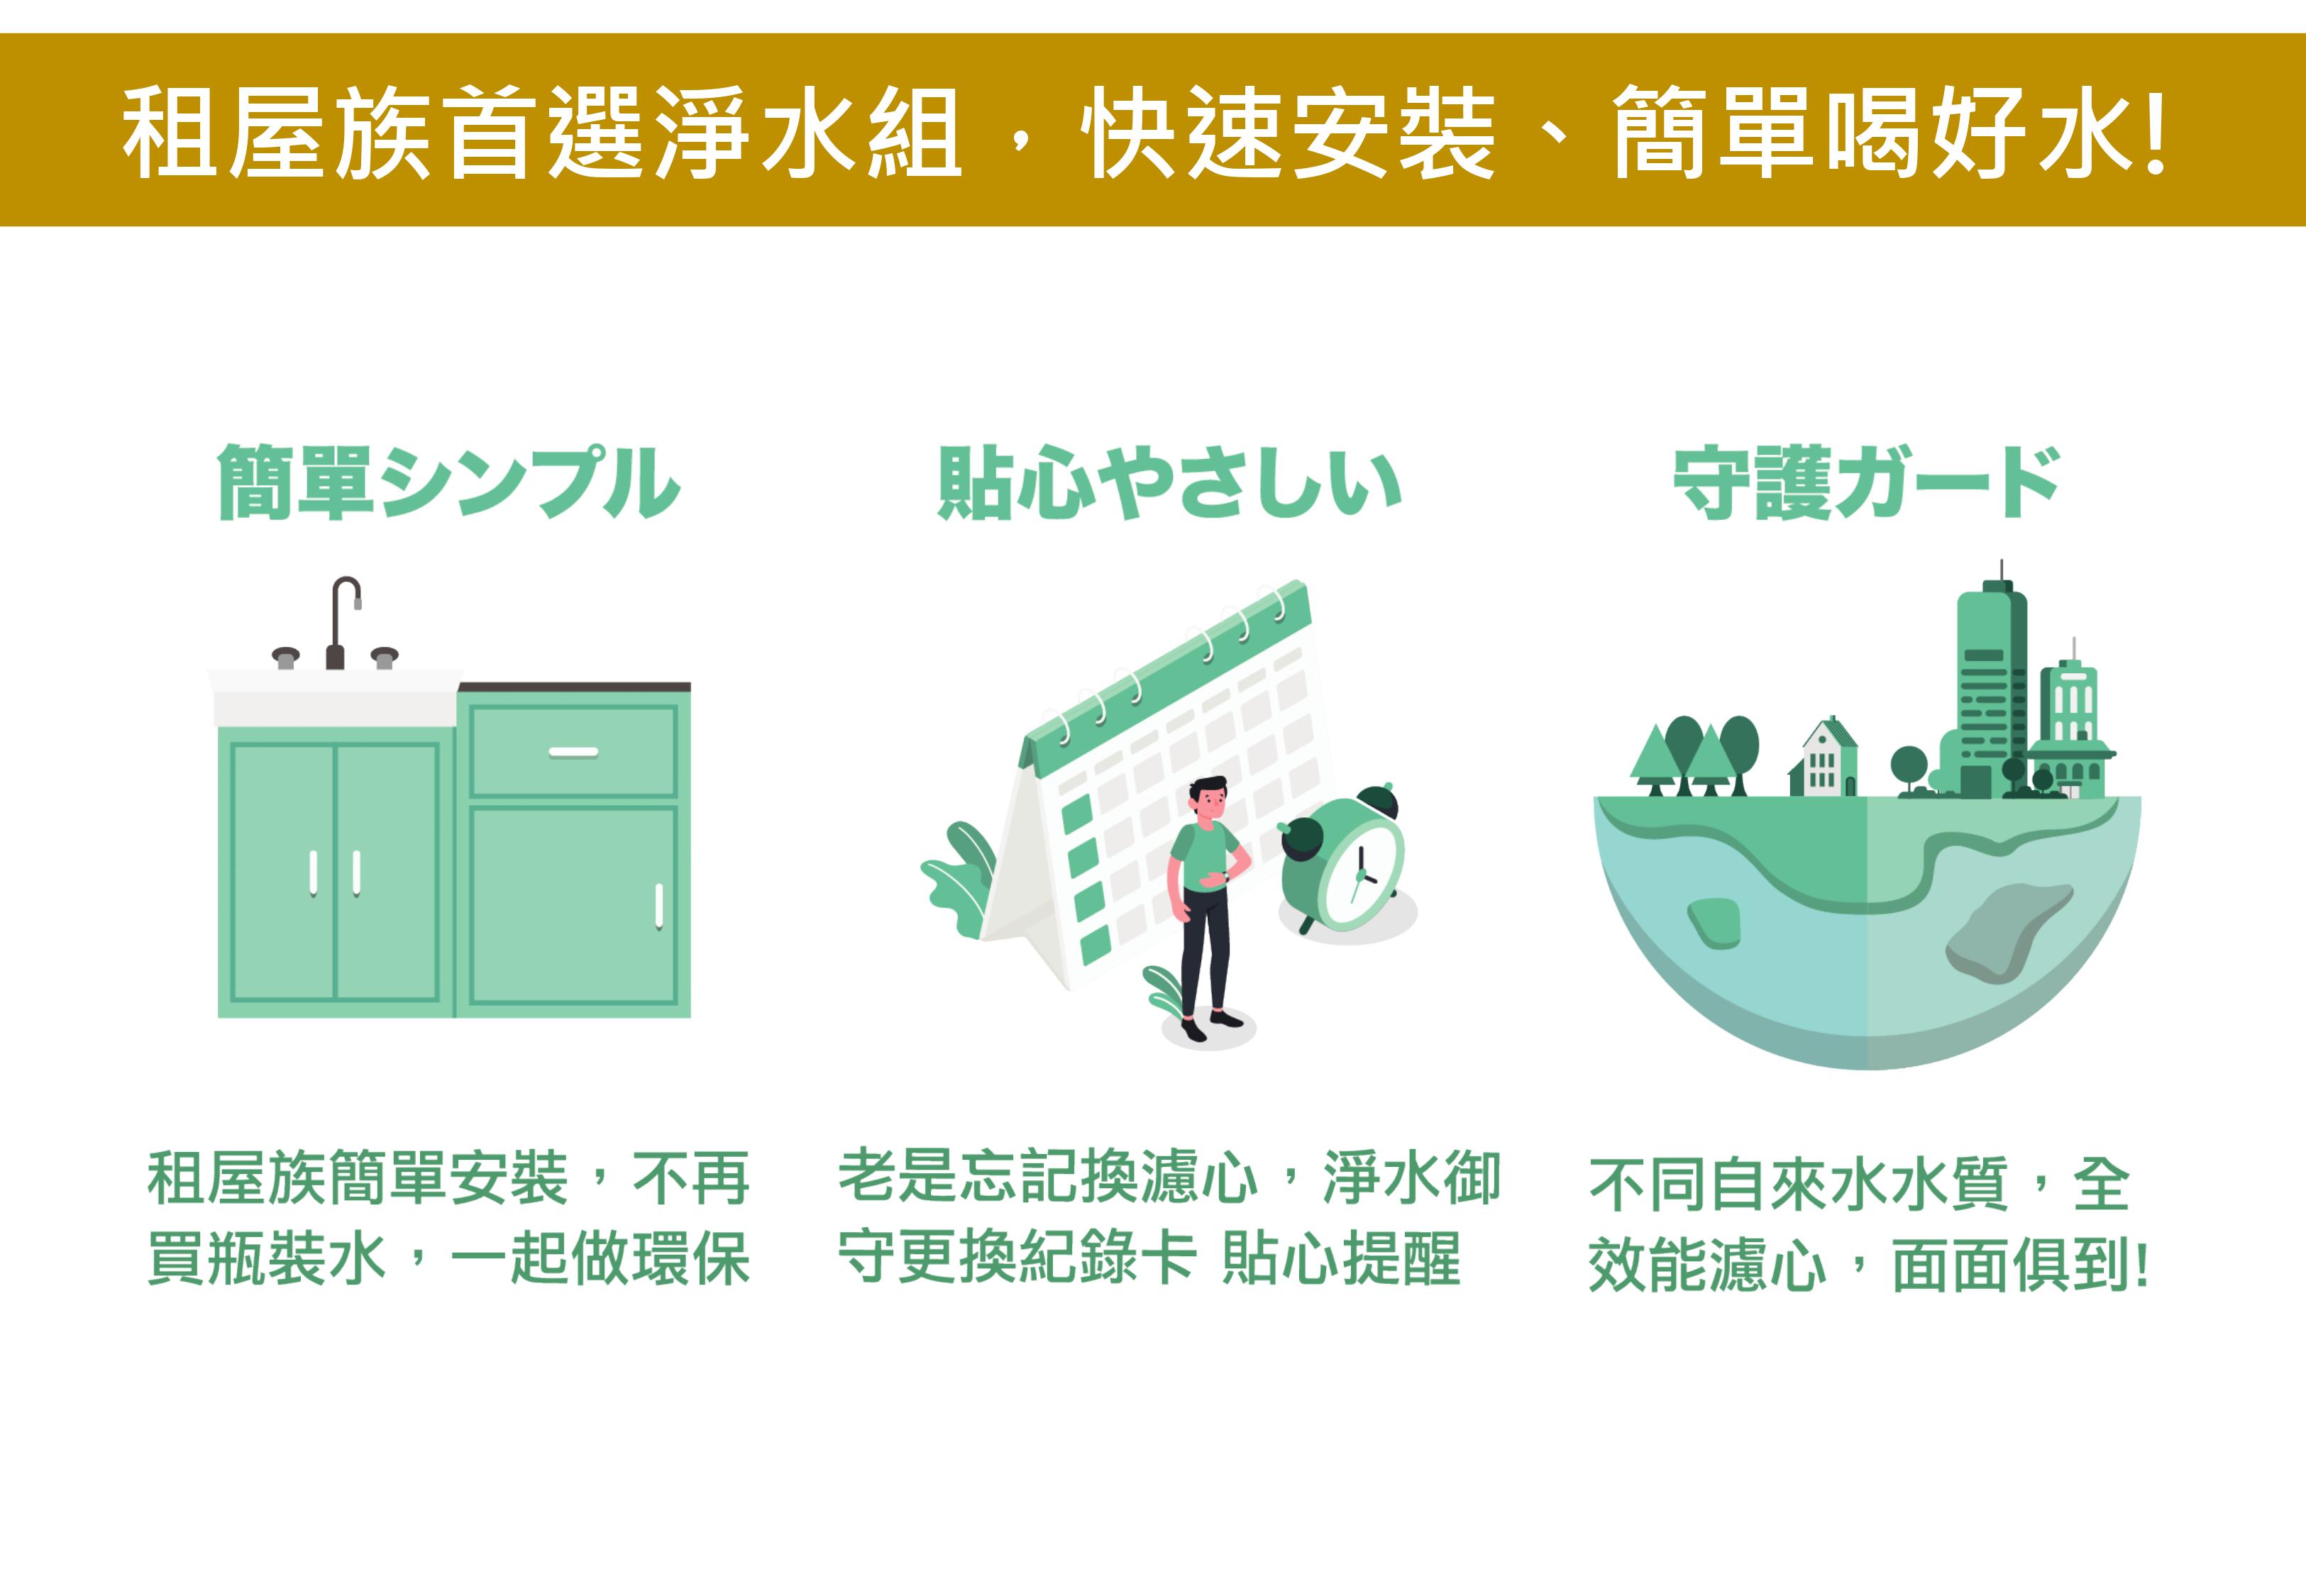 租屋族首選淨水組，快速安裝、簡單喝好水!
簡單シンプル
貼心やさしい
守護ガード
租屋族簡單安裝，不再
買瓶裝水，一起做環保
老是忘記換濾心，淨水御
守更換紀錄卡 貼心提醒
不同自來水水質，全
效能濾心，面面俱到!